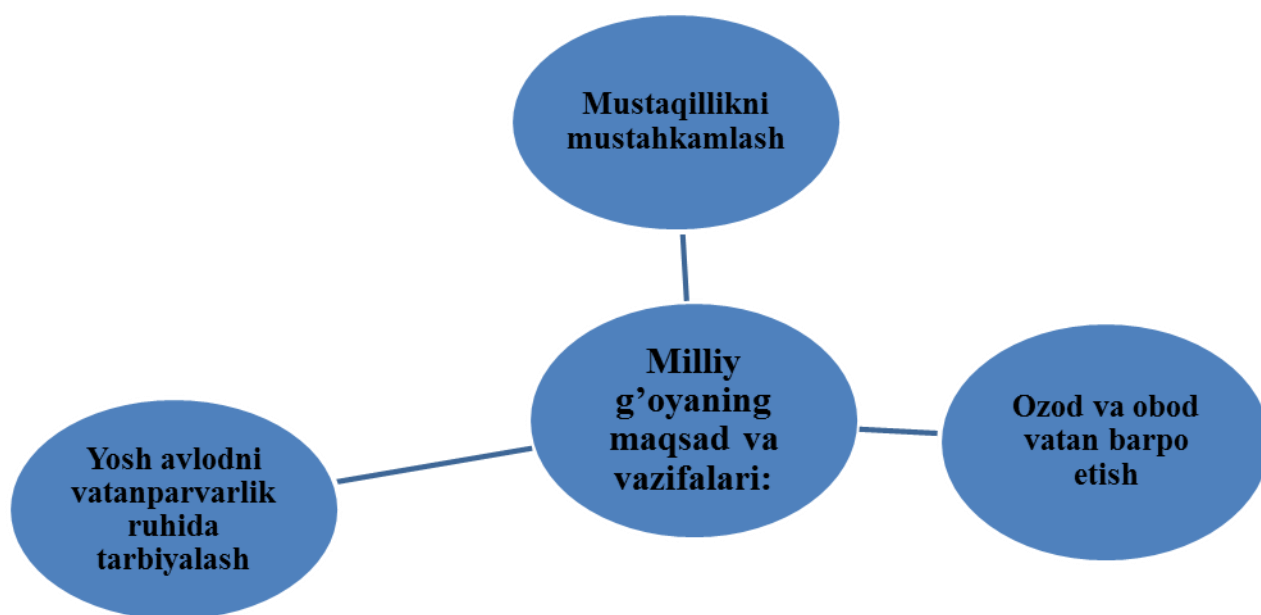 Mustaqillikni
mustahkamlash
Milliy
g’oyaning
maqsad va
vazifalari:
Ozod va obod
vatan barpo
etish
Yosh avlodni
vatanparvarlik
ruhida
tarbiyalash